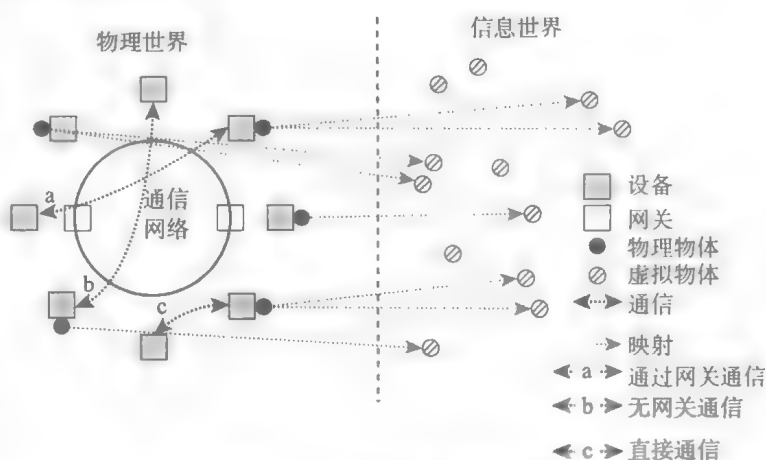 物理世界
信息世界
a
通信
网络
b
c
设备
网关
物理物体
虚拟物体
通信
映射
a 通过网关通信
b 无网关通信
c 直接通信